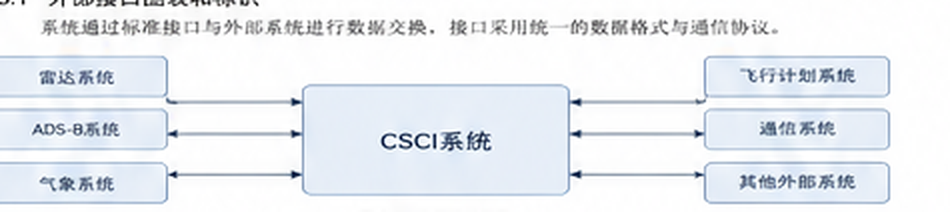 系统通过标准接口与外部系统进行数据交换，接口采用统一的数据格式与通信协议。
雷达系统
飞行计划系统
ADS-B系统
CSCI系统
通信系统
气象系统
其他外部系统